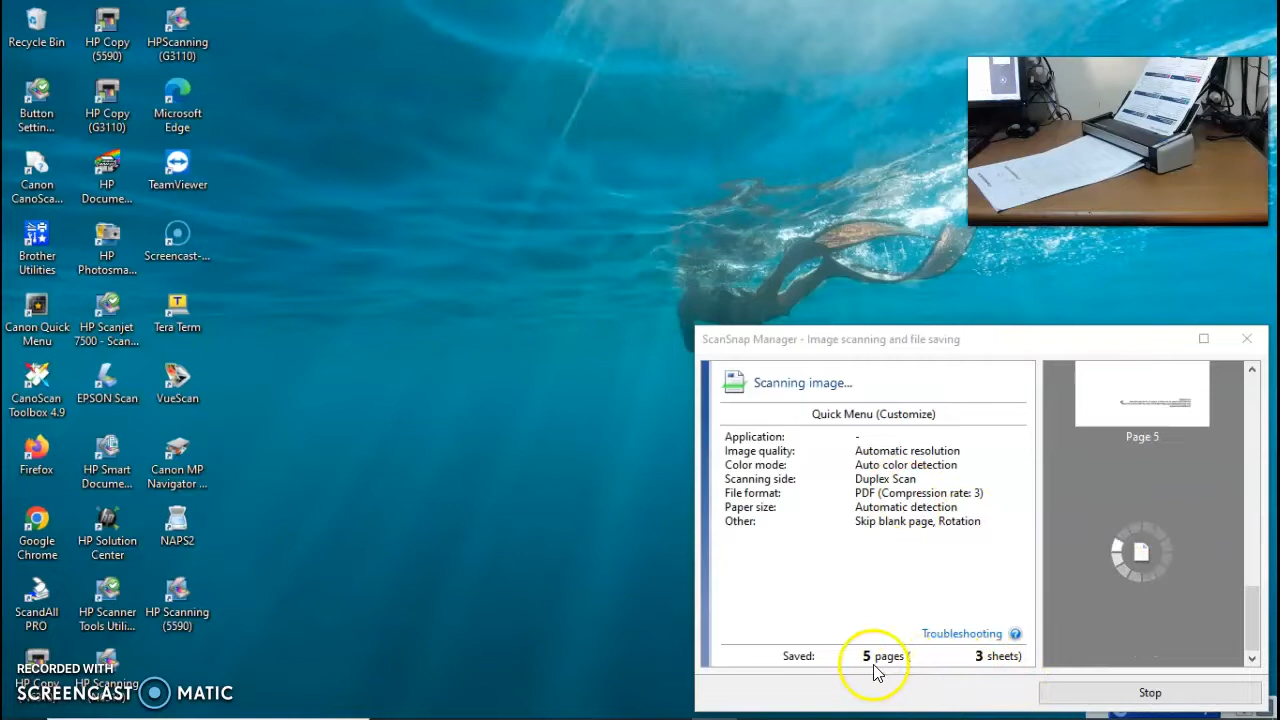 Recycle Bin
HP Copy
(5590)
HPScanning
(G3110)
Button
Settin...
HP Copy
(G3110)
Microsoft
Edge
Canon
CanoSca...
HP
Docume...
TeamViewer
Brother
Utilities
HP
Photosma...
Screencast-...
Canon Quick
Menu
HP Scanjet
7500 - Scan...
Tera Term
CanoScan
Toolbox 4.9
EPSON Scan
VueScan
Firefox
HP Smart
Docume...
Canon MP
Navigator ...
Google
Chrome
HP Solution
Center
NAPS2
ScandAll
PRO
HP Scanner
Tools Utili...
HP Scanning
(5590)
HP Copy
HP Scanning
RECORDED WITH
SCREENCAST MATIC
ScanSnap Manager - Image scanning and file saving
Scanning image...
Quick Menu (Customize)
Application: -
Image quality: Automatic resolution
Color mode: Auto color detection
Scanning side: Duplex Scan
File format: PDF (Compression rate: 3)
Paper size: Automatic detection
Other: Skip blank page, Rotation
Troubleshooting ?
Saved: 5 pages ( 3 sheets)
Page 5
Stop